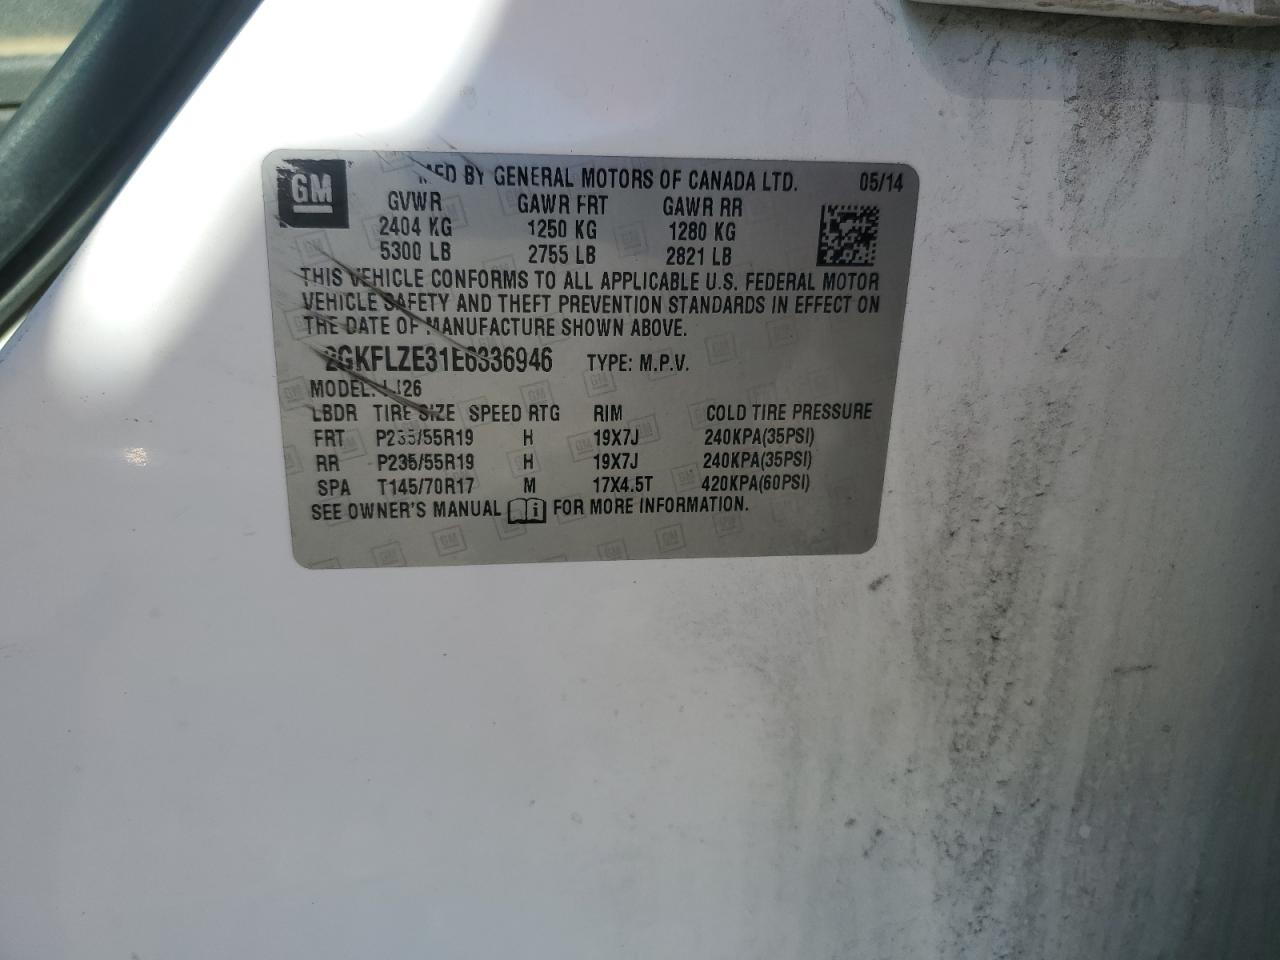 GM
MFD BY GENERAL MOTORS OF CANADA LTD. 05/14
GVWR GAWR FRT GAWR RR
2404 KG 1250 KG 1280 KG
5300 LB 2755 LB 2821 LB
THIS VEHICLE CONFORMS TO ALL APPLICABLE U.S. FEDERAL MOTOR
VEHICLE SAFETY AND THEFT PREVENTION STANDARDS IN EFFECT ON
THE DATE OF MANUFACTURE SHOWN ABOVE.
2GKFLZE31E6336946 TYPE: M.P.V.
MODEL:
LBDR TIRE SIZE SPEED RTG RIM COLD TIRE PRESSURE
FRT P235/55R19 H 19X7J 240KPA(35PSI)
RR P235/55R19 H 19X7J 240KPA(35PSI)
SPA T145/70R17 M 17X4.5T 420KPA(60PSI)
SEE OWNER'S MANUAL i FOR MORE INFORMATION.